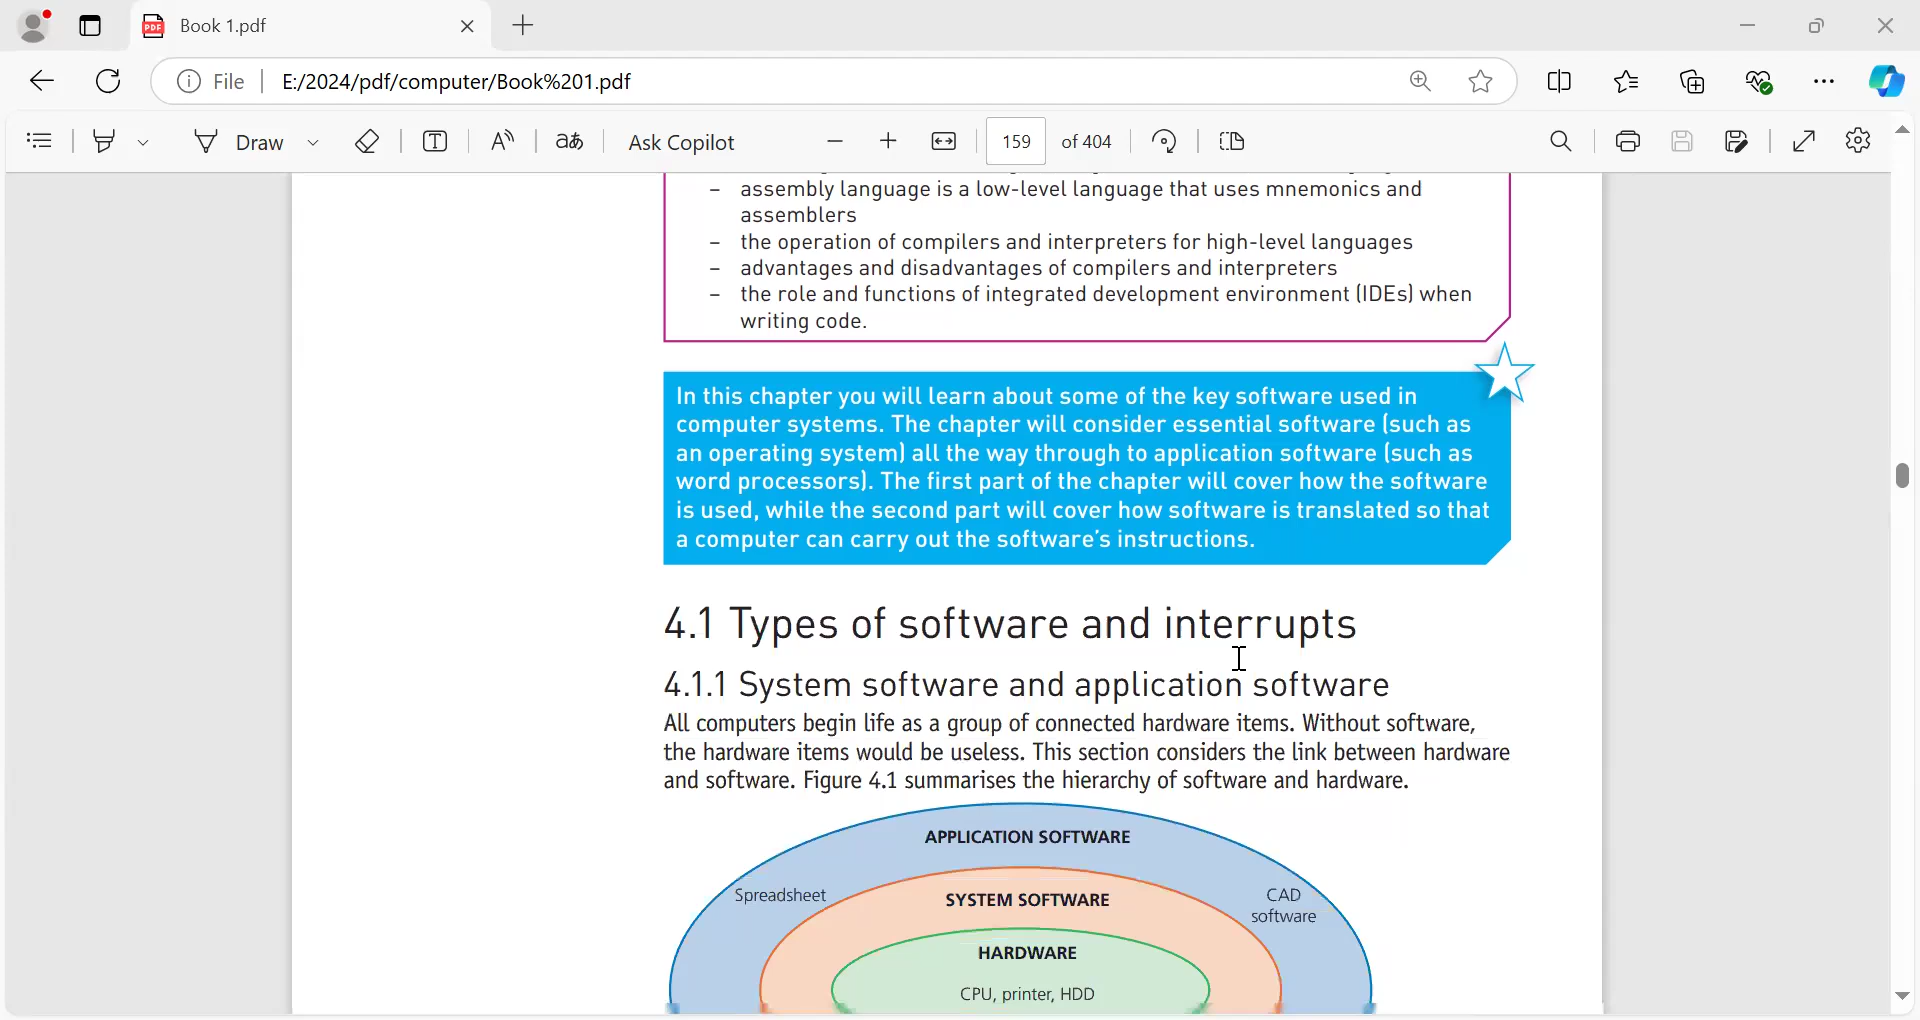 Book 1.pdf
File
E:/2024/pdf/computer/Book%201.pdf
Draw
Ask Copilot
159 of 404
– assembly language is a low-level language that uses mnemonics and
assemblers
– the operation of compilers and interpreters for high-level languages
– advantages and disadvantages of compilers and interpreters
– the role and functions of integrated development environment (IDEs) when
writing code.
In this chapter you will learn about some of the key software used in
computer systems. The chapter will consider essential software (such as
an operating system) all the way through to application software (such as
word processors). The first part of the chapter will cover how the software
is used, while the second part will cover how software is translated so that
a computer can carry out the software's instructions.
4.1 Types of software and interrupts
4.1.1 System software and application software
All computers begin life as a group of connected hardware items. Without software,
the hardware items would be useless. This section considers the link between hardware
and software. Figure 4.1 summarises the hierarchy of software and hardware.
APPLICATION SOFTWARE
Spreadsheet
CAD
software
SYSTEM SOFTWARE
HARDWARE
CPU, printer, HDD